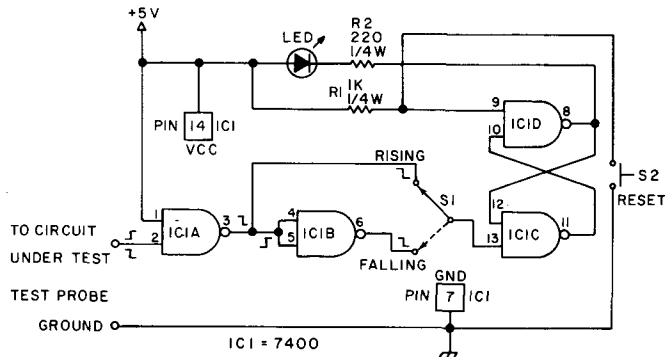 +5V
LED
R2
220
1/4W
R1 1K
1/4W
PIN 14 IC1
VCC
9
10
IC1D
8
RISING
S1
S2
RESET
1
2
IC1A
3
4
5
IC1B
6
12
13
IC1C
11
FALLING
TO CIRCUIT
UNDER TEST
TEST PROBE
GROUND
GND
PIN 7 IC1
IC1 = 7400